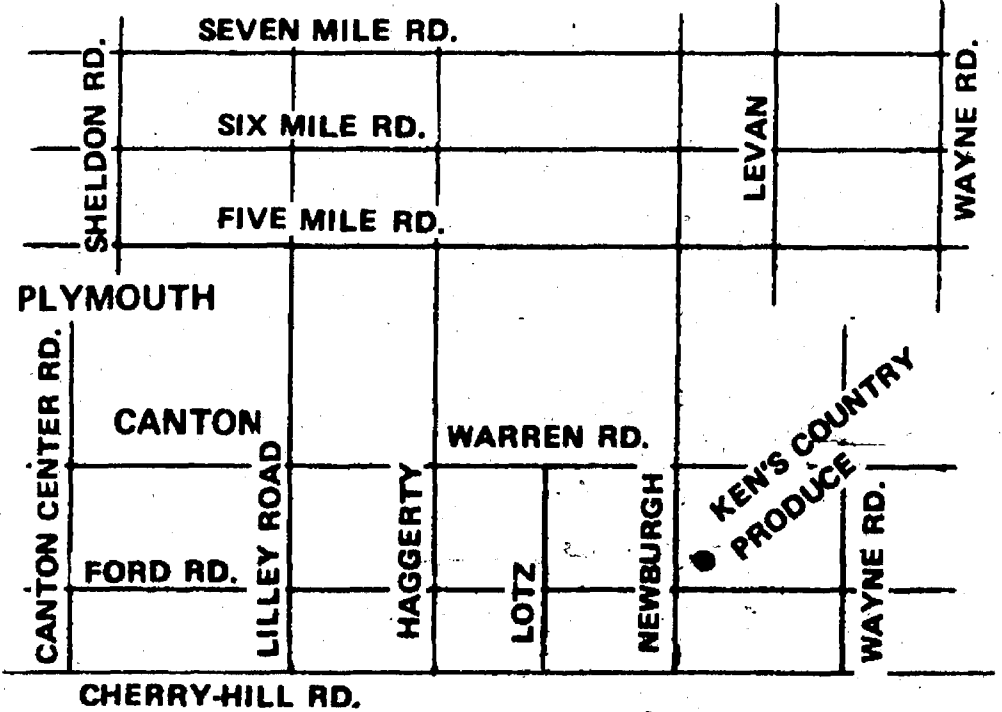 SEVEN MILE RD.
SHELDON RD.
SIX MILE RD.
LEVAN
WAYNE RD.
FIVE MILE RD.
PLYMOUTH
CANTON CENTER RD.
CANTON
LILLEY ROAD
HAGGERTY
WARREN RD.
LOTZ
NEWBURGH
KEN'S COUNTRY
PRODUCE
WAYNE RD.
FORD RD.
CHERRY-HILL RD.